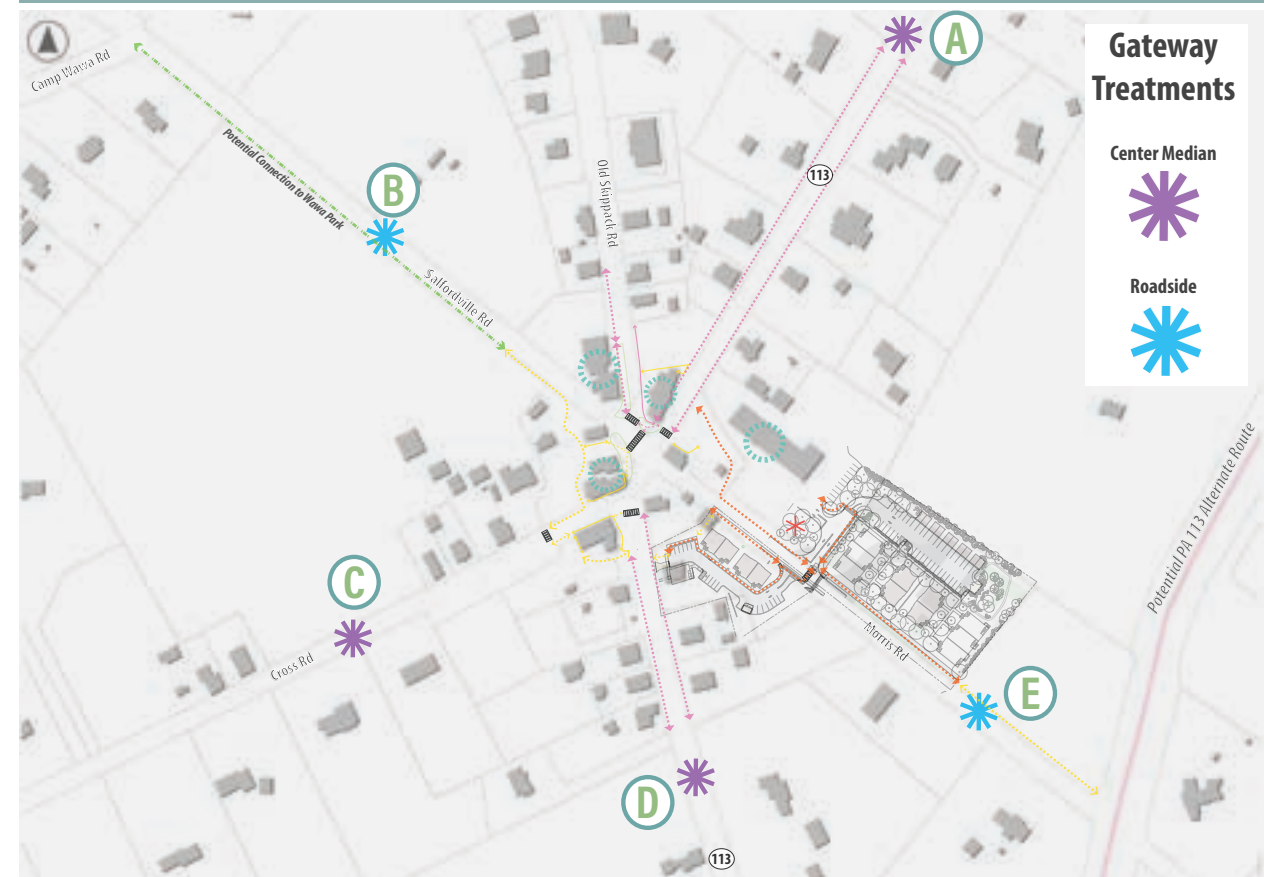 A
Gateway
Treatments
Camp Wawa Rd
Center Median
Potential Connection to Wawa Park
Old Skippack Rd
113
B
Salfordville Rd
Roadside
Potential PA 113 Alternate Route
C
Morris Rd
Cross Rd
E
D
113